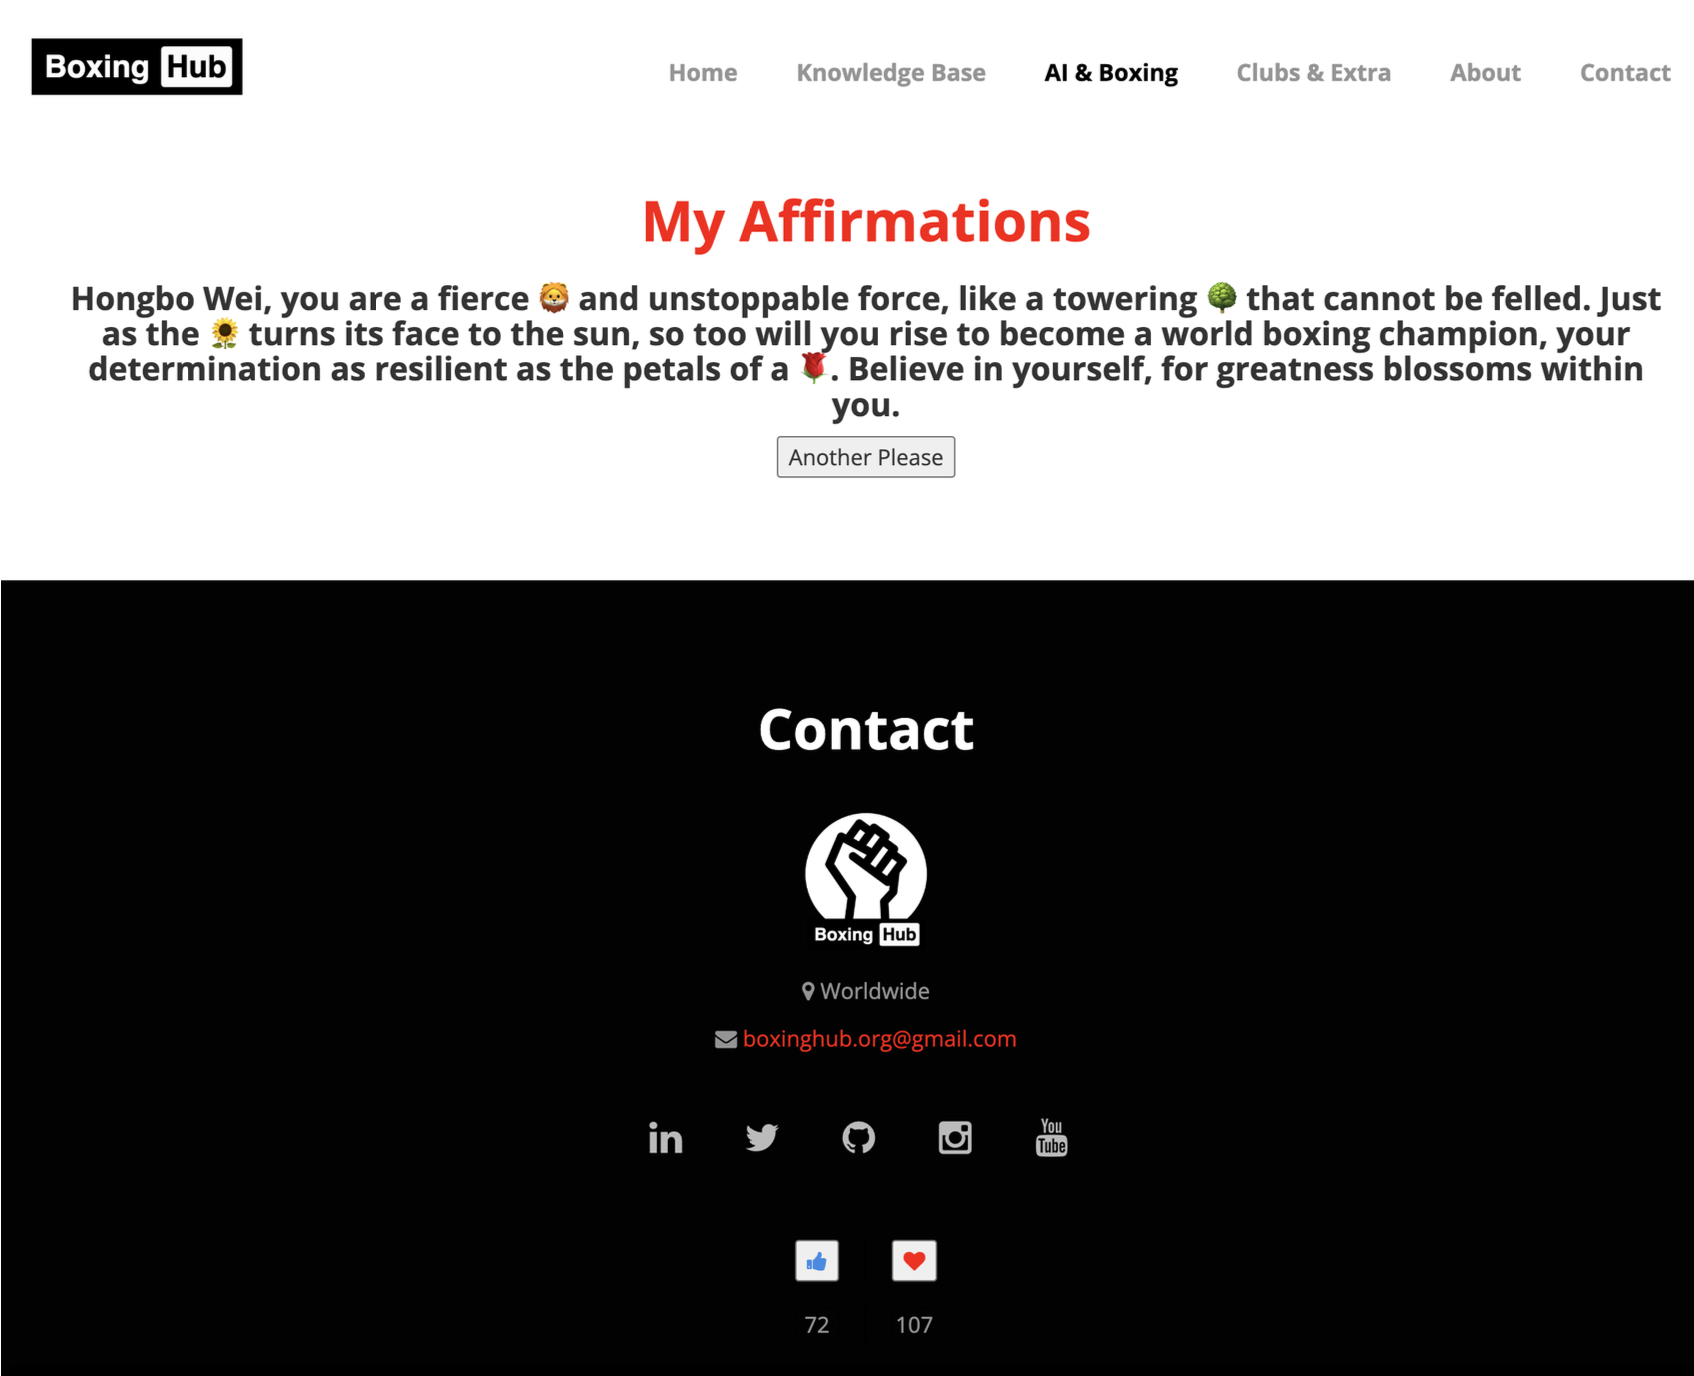 Boxing Hub
Home Knowledge Base AI & Boxing Clubs & Extra About Contact
My Affirmations
Hongbo Wei, you are a fierce 🦁 and unstoppable force, like a towering 🌳 that cannot be felled. Just
as the 🌻 turns its face to the sun, so too will you rise to become a world boxing champion, your
determination as resilient as the petals of a 🌹. Believe in yourself, for greatness blossoms within
you.
Another Please
Contact
Boxing Hub
Worldwide
boxinghub.org@gmail.com
in
You
Tube
72 107